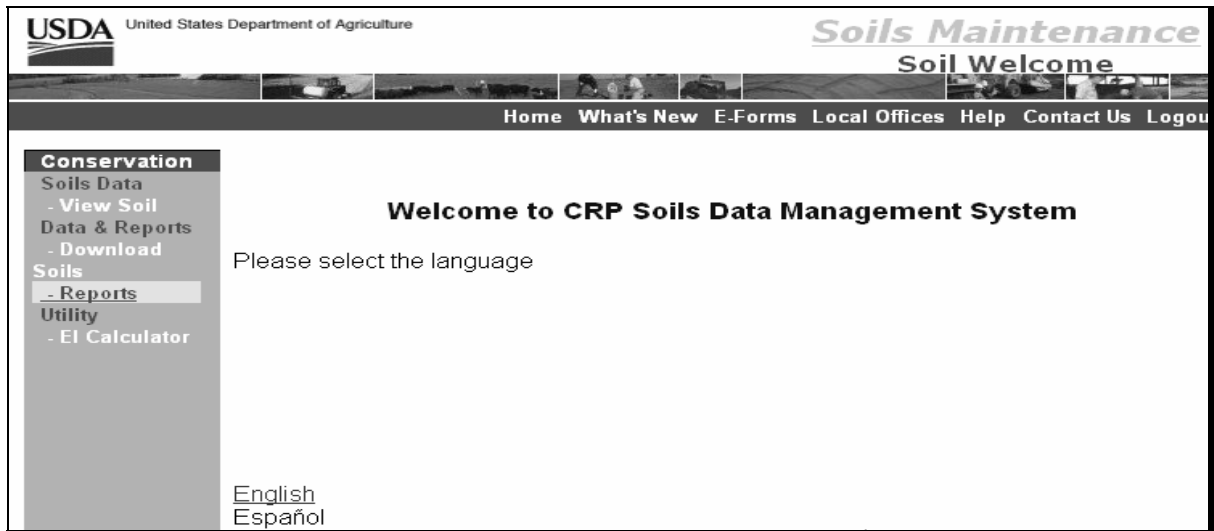 USDA United States Department of Agriculture
Soils Maintenance
Soil Welcome
Home What's New E-Forms Local Offices Help Contact Us Logou
Conservation
Soils Data
- View Soil
Data & Reports
- Download
Soils
- Reports
Utility
- EI Calculator
Welcome to CRP Soils Data Management System
Please select the language
English
Español